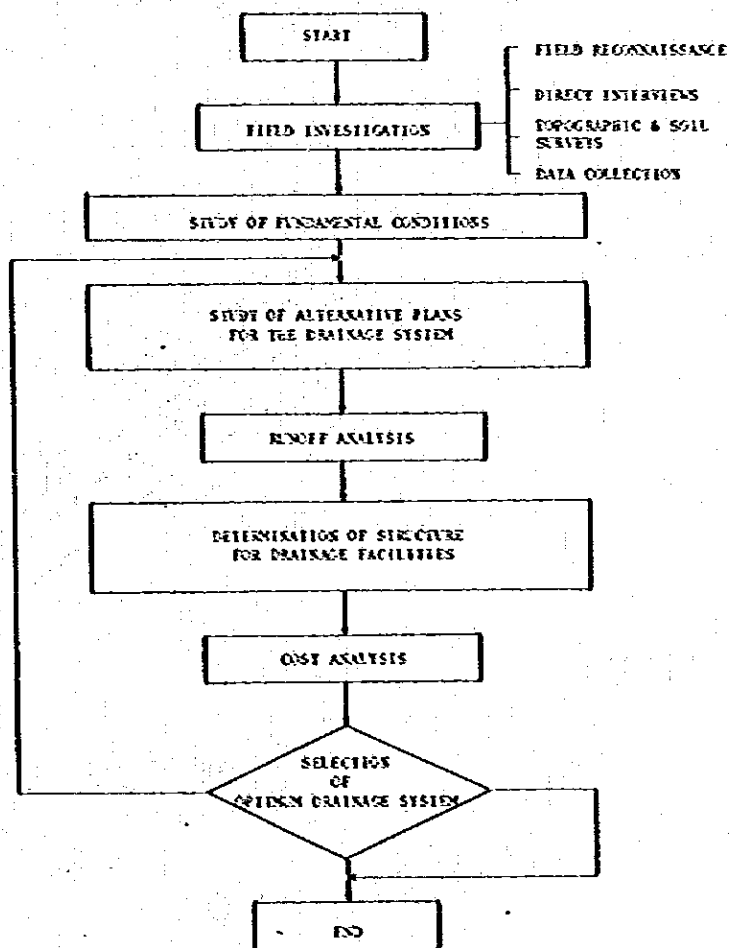 START
FIELD RECONNAISSANCE
DIRECT INTERVIEWS
FIELD INVESTIGATION
TOPOGRAPHIC & SOIL
SURVEYS
DATA COLLECTION
STUDY OF FUNDAMENTAL CONDITIONS
STUDY OF ALTERNATIVE PLANS
FOR THE DRAINAGE SYSTEM
RUNOFF ANALYSIS
DETERMINATION OF STRUCTURE
FOR DRAINAGE FACILITIES
COST ANALYSIS
SELECTION
OF
OPTIMUM DRAINAGE SYSTEM
END